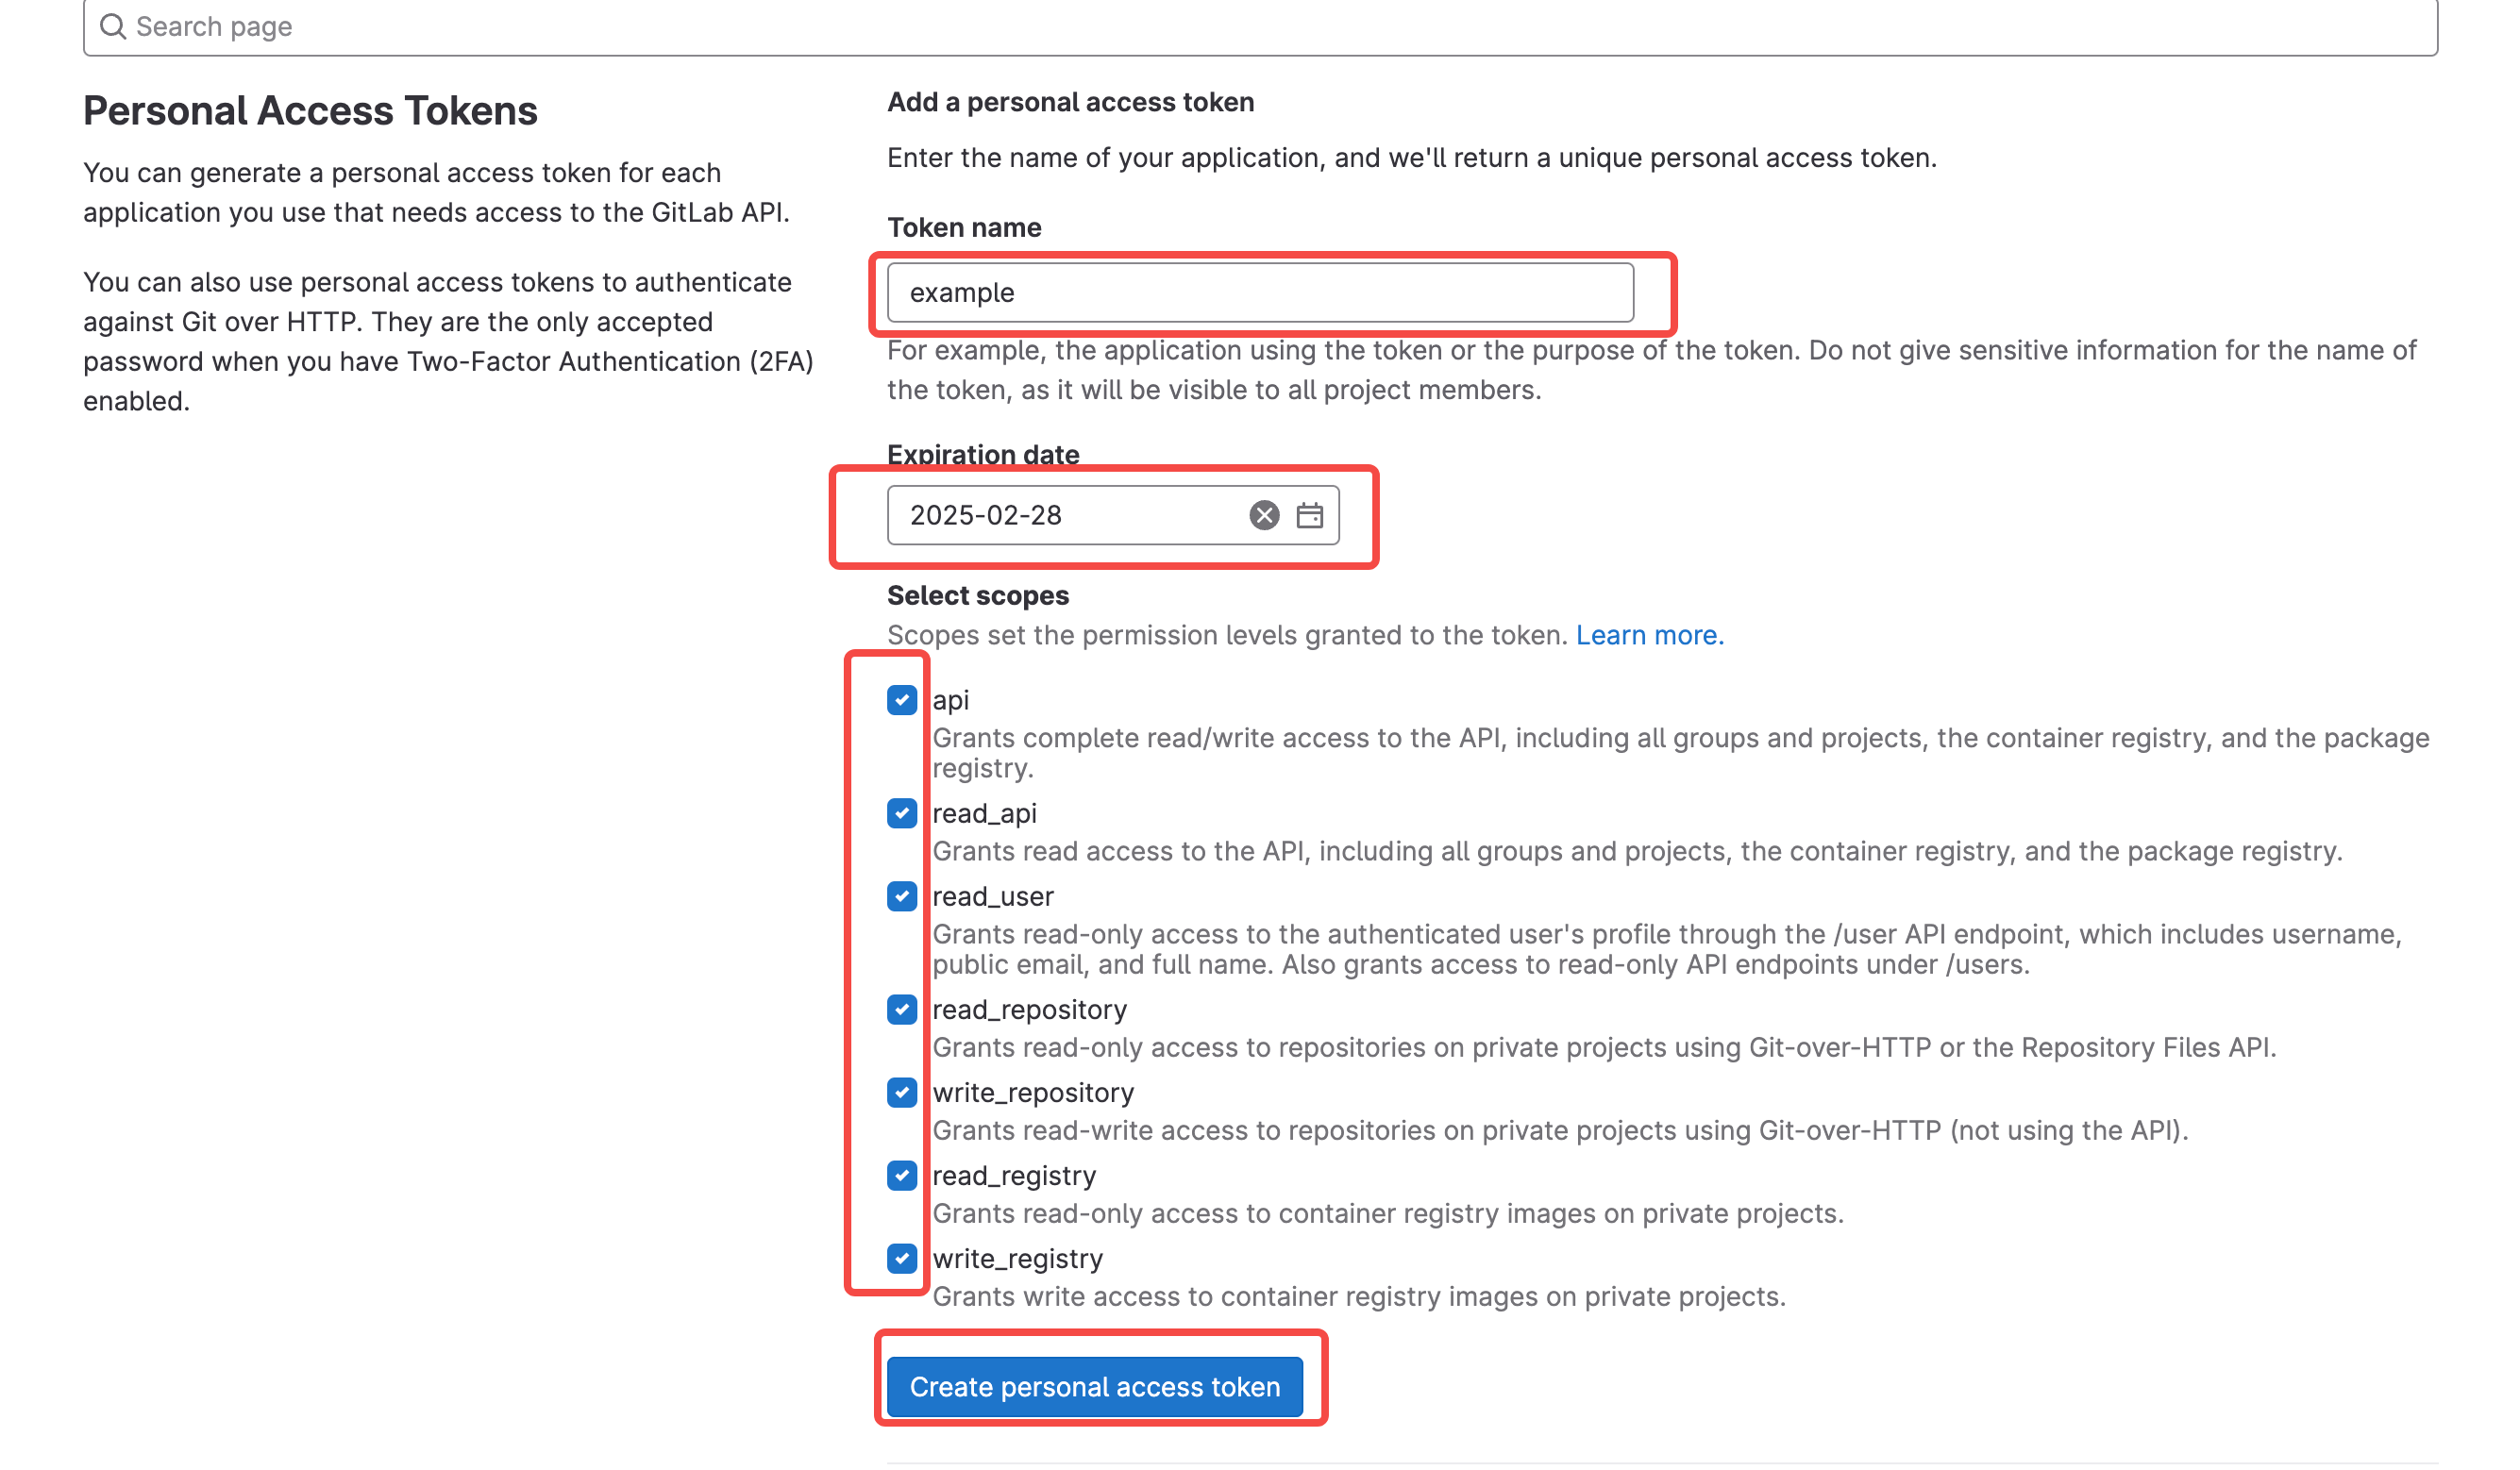 Search page
Personal Access Tokens
You can generate a personal access token for each
application you use that needs access to the GitLab API.
You can also use personal access tokens to authenticate
against Git over HTTP. They are the only accepted
password when you have Two-Factor Authentication (2FA)
enabled.
Add a personal access token
Enter the name of your application, and we'll return a unique personal access token.
Token name
example
For example, the application using the token or the purpose of the token. Do not give sensitive information for the name of
the token, as it will be visible to all project members.
Expiration date
2025-02-28
Select scopes
Scopes set the permission levels granted to the token. Learn more.
api
Grants complete read/write access to the API, including all groups and projects, the container registry, and the package
registry.
read_api
Grants read access to the API, including all groups and projects, the container registry, and the package registry.
read_user
Grants read-only access to the authenticated user's profile through the /user API endpoint, which includes username,
public email, and full name. Also grants access to read-only API endpoints under /users.
read_repository
Grants read-only access to repositories on private projects using Git-over-HTTP or the Repository Files API.
write_repository
Grants read-write access to repositories on private projects using Git-over-HTTP (not using the API).
read_registry
Grants read-only access to container registry images on private projects.
write_registry
Grants write access to container registry images on private projects.
Create personal access token